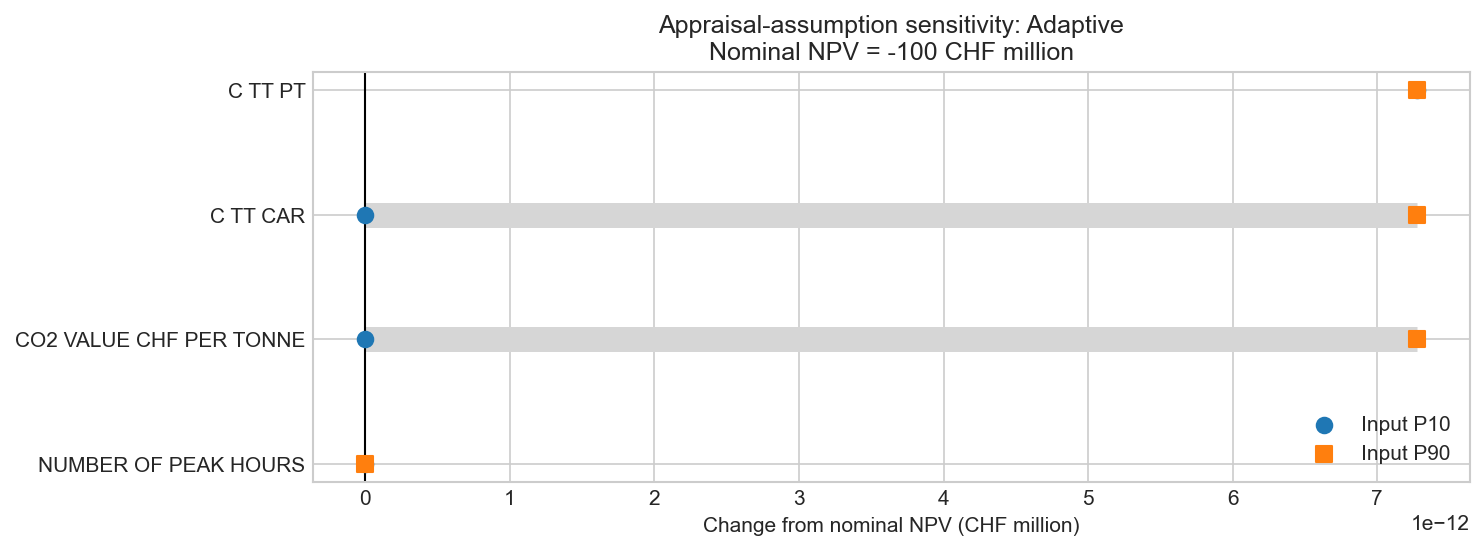 Appraisal-assumption sensitivity: Adaptive
Nominal NPV = -100 CHF million
C TT PT
C TT CAR
CO2 VALUE CHF PER TONNE
NUMBER OF PEAK HOURS
Input P10
Input P90
0 1 2 3 4 5 6 7
1e−12
Change from nominal NPV (CHF million)